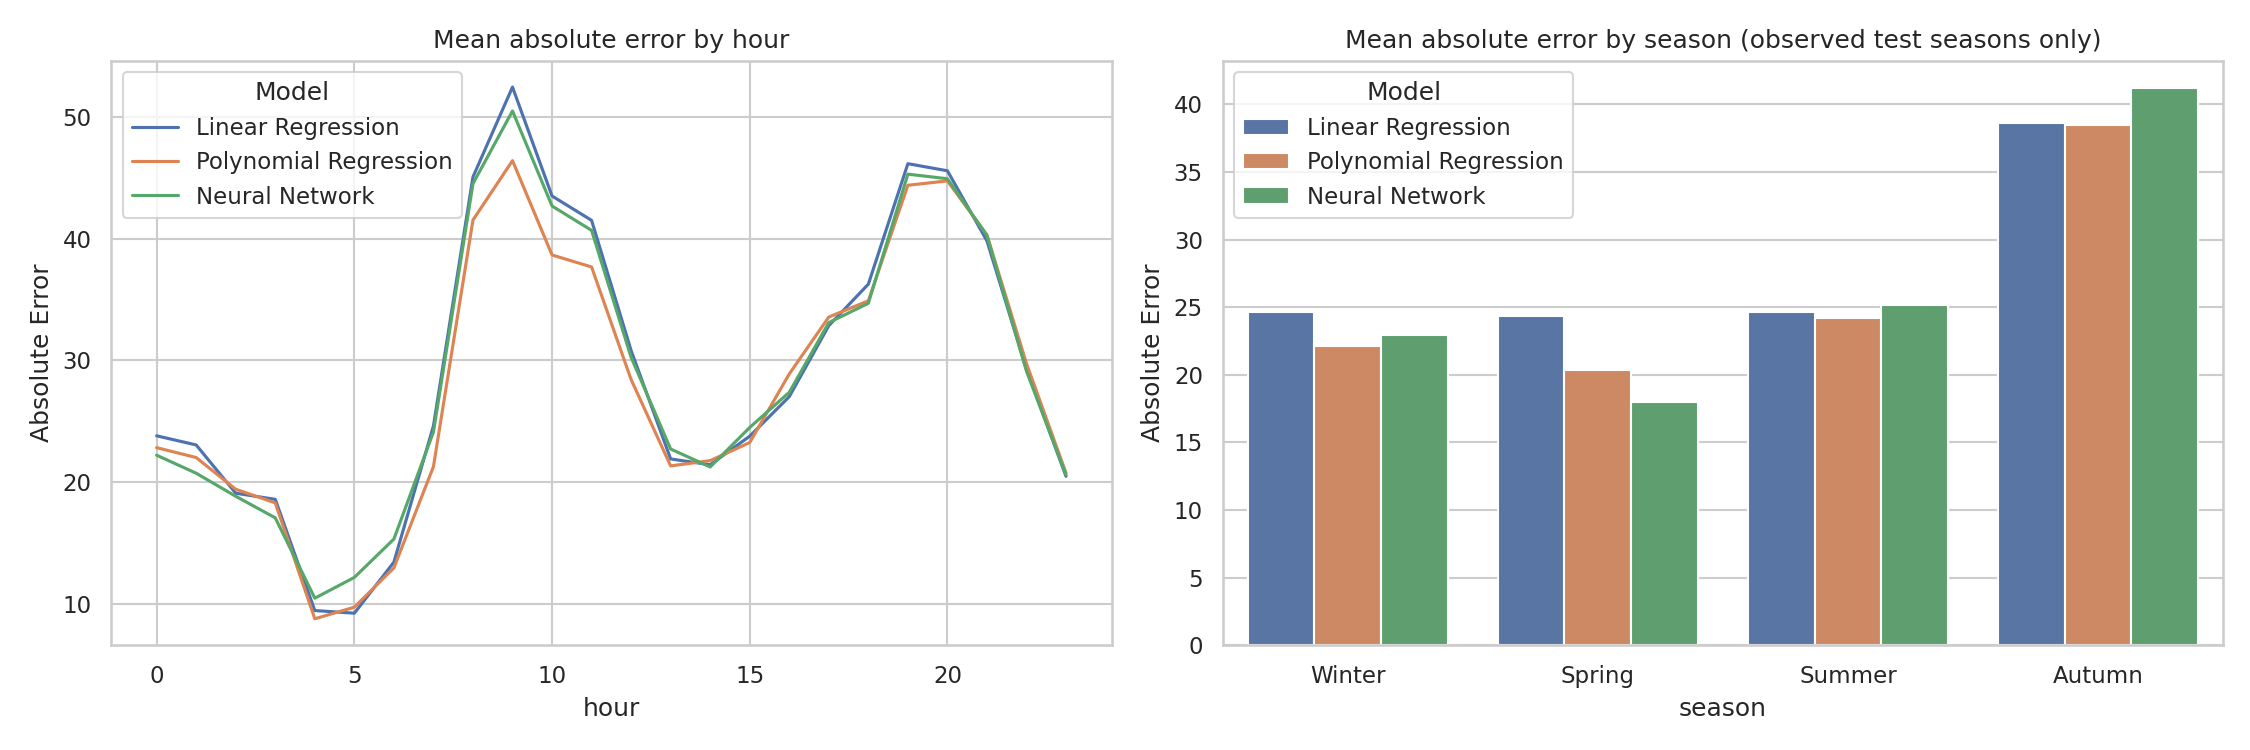 Mean absolute error by hour
Model
Linear Regression
Polynomial Regression
Neural Network
Absolute Error
50
40
30
20
10
0
5
10
15
20
hour
Mean absolute error by season (observed test seasons only)
Model
Linear Regression
Polynomial Regression
Neural Network
Absolute Error
40
35
30
25
20
15
10
5
0
Winter
Spring
Summer
Autumn
season